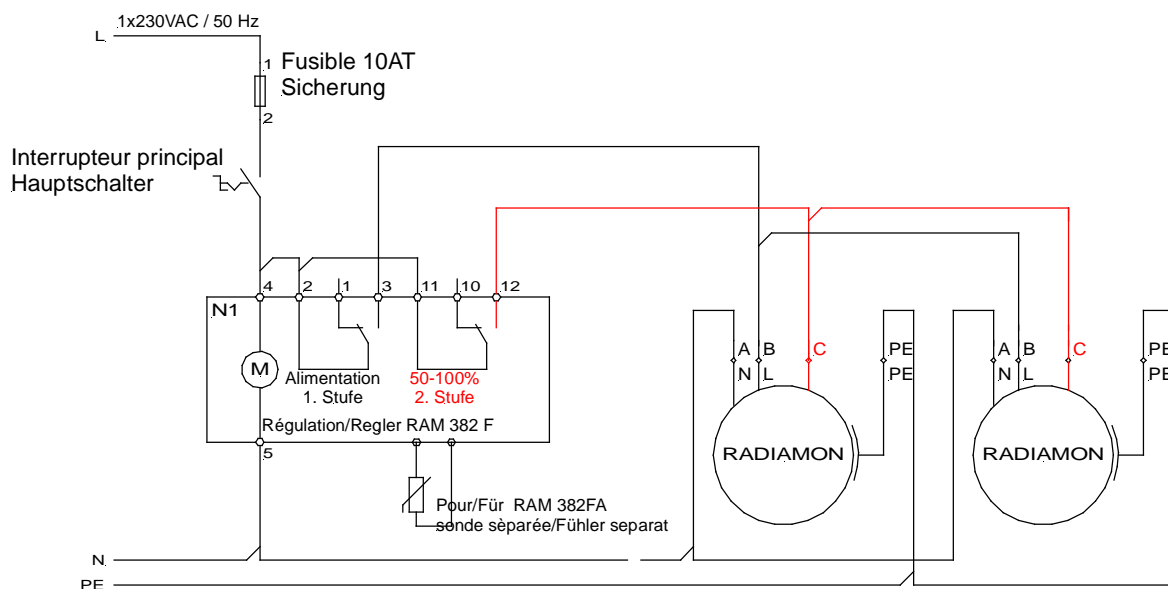 1x230VAC / 50 Hz
L
1
Fusible 10AT
Sicherung
2
Interrupteur principal
Hauptschalter
4 2 1 3 11 10 12
N1
M
Alimentation
1. Stufe
50-100%
2. Stufe
Régulation/Regler RAM 382 F
5
Pour/Für RAM 382FA
sonde sèparée/Fühler separat
A B C PE
N L PE
RADIAMON
A B C PE
N L PE
RADIAMON
N
PE